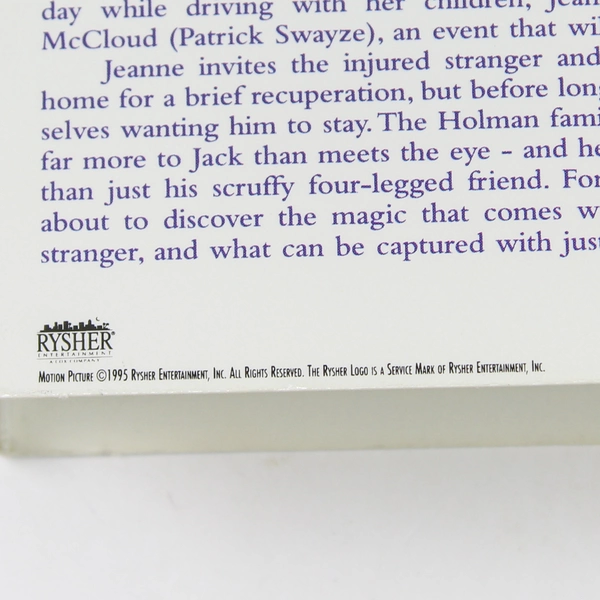 day while driving with her children,
McCloud (Patrick Swayze), an event that
Jeanne invites the injured stranger and
home for a brief recuperation, but before
selves wanting him to stay. The Holman
far more to Jack than meets the eye - and
than just his scruffy four-legged friend.
about to discover the magic that comes
stranger, and what can be captured with
RYSHER
ENTERTAINMENT
A COX COMPANY
Motion Picture ©1995 Rysher Entertainment, Inc. All Rights Reserved. The Rysher Logo is a Service Mark of Rysher Entertainment, Inc.